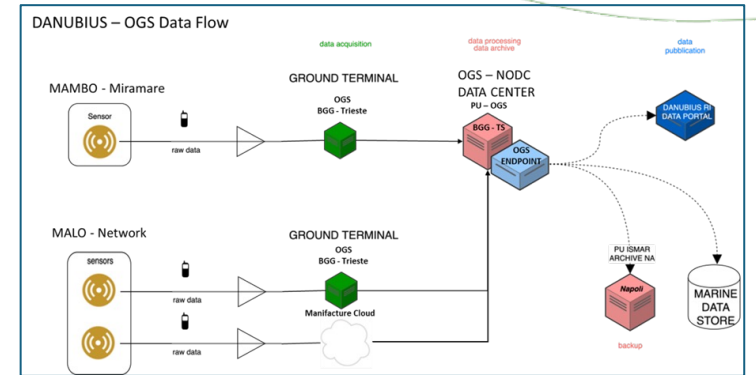 DANUBIUS – OGS Data Flow
data acquisition
data processing
data archive
data
pubblication
MAMBO - Miramare
Sensor
raw data
GROUND TERMINAL
OGS
BGG - Trieste
OGS – NODC
DATA CENTER
PU – OGS
BGG - TS
OGS
ENDPOINT
DANUBIUS RI
DATA PORTAL
MALO - Network
sensors
raw data
raw data
GROUND TERMINAL
OGS
BGG - Trieste
Manifacture Cloud
PU ISMAR
ARCHIVE NA
Napoli
backup
MARINE
DATA
STORE